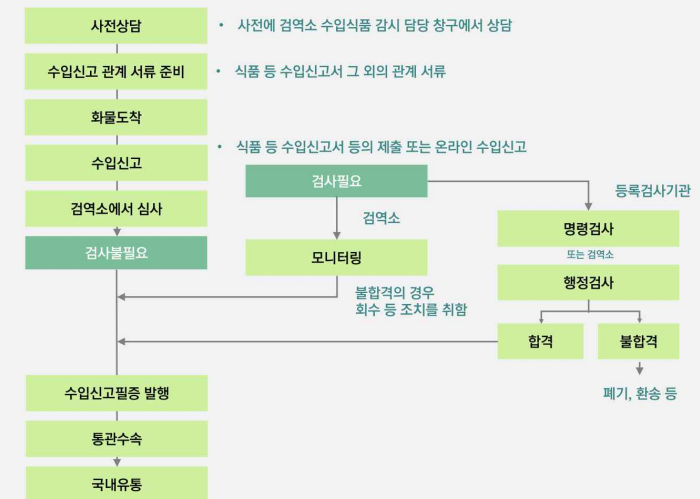 사전상담
• 사전에 검역소 수입식품 감시 담당 창구에서 상담
수입신고 관계 서류 준비
• 식품 등 수입신고서 그 외의 관계 서류
화물도착
• 식품 등 수입신고서 등의 제출 또는 온라인 수입신고
수입신고
검역소에서 심사
검사불필요
검사필요
검역소
모니터링
불합격의 경우
회수 등 조치를 취함
등록검사기관
명령검사
또는 검역소
행정검사
합격
불합격
폐기, 환송 등
수입신고필증 발행
통관수속
국내유통